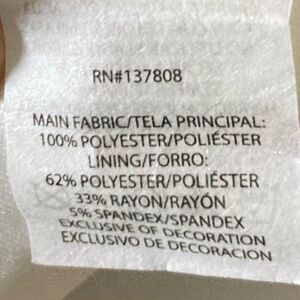 RN#137808
MAIN FABRIC/TELA PRINCIPAL:
100% POLYESTER/POLIÉSTER
LINING/FORRO:
62% POLYESTER/POLIÉSTER
33% RAYON/RAYÓN
5% SPANDEX/SPANDEX
EXCLUSIVE OF DECORATION
EXCLUSIVO DE DECORACION